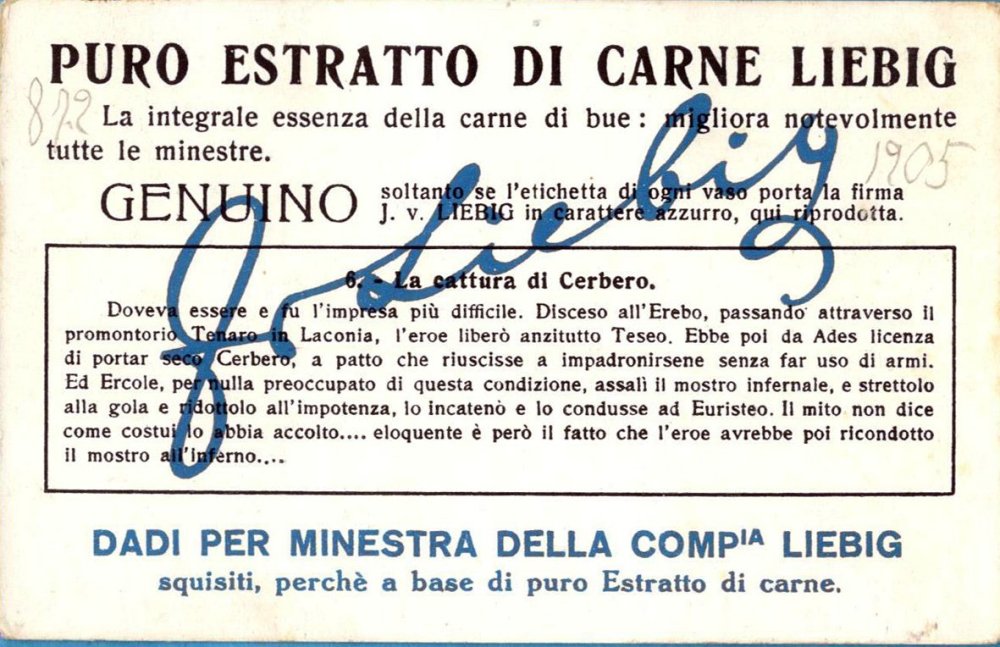 PURO ESTRATTO DI CARNE LIEBIG
872
La integrale essenza della carne di bue : migliora notevolmente
tutte le minestre.
1905
GENUINO
soltanto se l'etichetta di ogni vaso porta la firma
J. v. LIEBIG in carattere azzurro, qui riprodotta.
J v Liebig
6. - La cattura di Cerbero.
Doveva essere e fu l'impresa più difficile. Disceso all'Erebo, passando attraverso il
promontorio Tenaro in Laconia, l'eroe liberò anzitutto Teseo. Ebbe poi da Ades licenza
di portar seco Cerbero, a patto che riuscisse a impadronirsene senza far uso di armi.
Ed Ercole, per nulla preoccupato di questa condizione, assalì il mostro infernale, e strettolo
alla gola e ridottolo all'impotenza, lo incatenò e lo condusse ad Euristeo. Il mito non dice
come costui lo abbia accolto.... eloquente è però il fatto che l'eroe avrebbe poi ricondotto
il mostro all'inferno....
DADI PER MINESTRA DELLA COMPIA LIEBIG
squisiti, perchè a base di puro Estratto di carne.